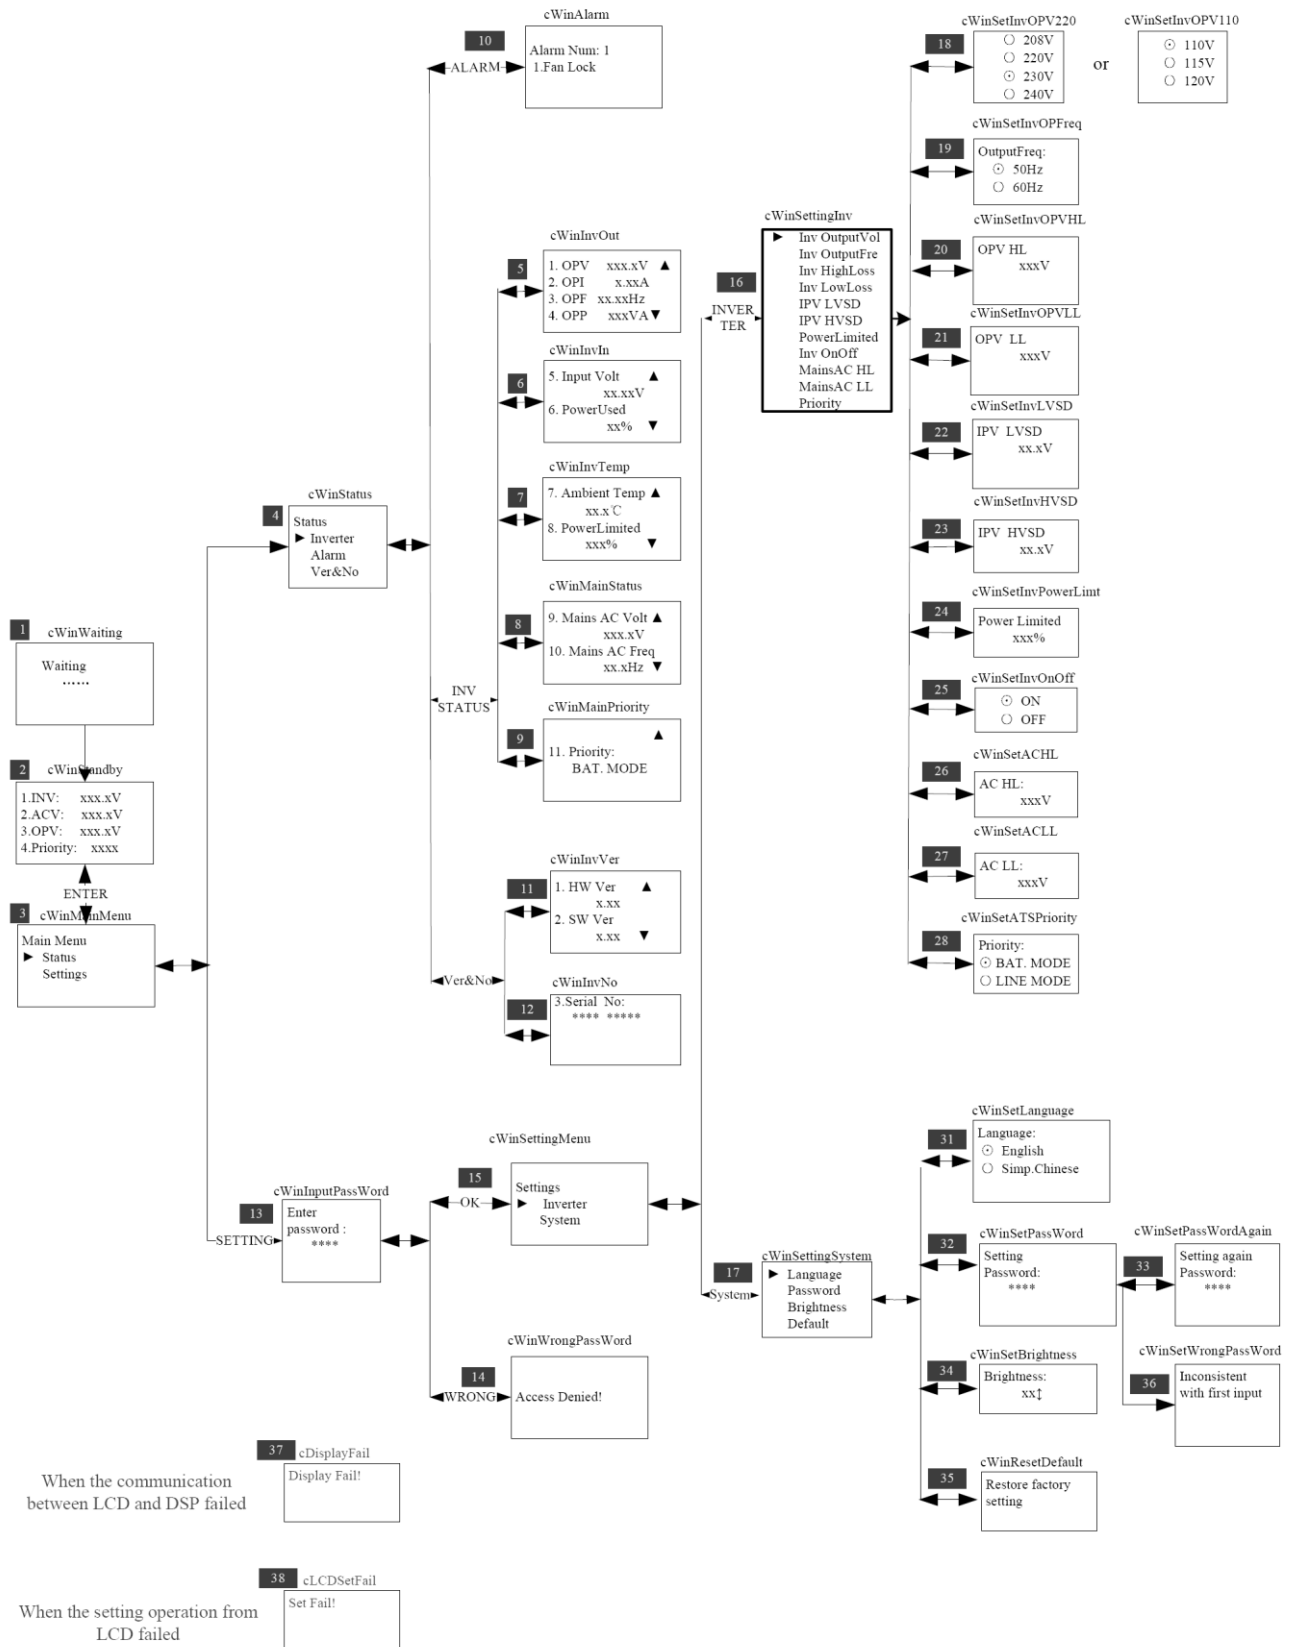 1
cWinWaiting
Waiting
......
2
cWinStandby
1.INV: xxx.xV
2.ACV: xxx.xV
3.OPV: xxx.xV
4.Priority: xxxx
ENTER
3
cWinMainMenu
Main Menu
► Status
Settings
4
cWinStatus
Status
► Inverter
Alarm
Ver&No
10
ALARM
cWinAlarm
Alarm Num: 1
1.Fan Lock
INV
STATUS
5
cWinInvOut
1. OPV xxx.xV ▲
2. OPI x.xxA
3. OPF xx.xxHz
4. OPP xxxVA▼
6
cWinInvIn
5. Input Volt ▲
xx.xxV
6. PowerUsed
xx% ▼
7
cWinInvTemp
7. Ambient Temp ▲
xx.x℃
8. PowerLimited
xxx% ▼
8
cWinMainStatus
9. Mains AC Volt ▲
xxx.xV
10. Mains AC Freq
xx.xHz ▼
9
cWinMainPriority
▲
11. Priority:
BAT. MODE
Ver&No
11
cWinInvVer
1. HW Ver ▲
x.xx
2. SW Ver
x.xx ▼
12
cWinInvNo
3.Serial No:
**** *****
13
SETTING
cWinInputPassWord
Enter
password :
****
15
OK
cWinSettingMenu
Settings
► Inverter
System
14
WRONG
cWinWrongPassWord
Access Denied!
16
INVER
TER
cWinSettingInv
► Inv OutputVol
Inv OutputFre
Inv HighLoss
Inv LowLoss
IPV LVSD
IPV HVSD
PowerLimited
Inv OnOff
MainsAC HL
MainsAC LL
Priority
18
cWinSetInvOPV220
○ 208V
○ 220V
⊙ 230V
○ 240V
or
cWinSetInvOPV110
⊙ 110V
○ 115V
○ 120V
19
cWinSetInvOPFreq
OutputFreq:
⊙ 50Hz
○ 60Hz
20
cWinSetInvOPVHL
OPV HL
xxxV
21
cWinSetInvOPVLL
OPV LL
xxxV
22
cWinSetInvLVSD
IPV LVSD
xx.xV
23
cWinSetInvHVSD
IPV HVSD
xx.xV
24
cWinSetInvPowerLimt
Power Limited
xxx%
25
cWinSetInvOnOff
⊙ ON
○ OFF
26
cWinSetACHL
AC HL:
xxxV
27
cWinSetACLL
AC LL:
xxxV
28
cWinSetATSPriority
Priority:
⊙ BAT. MODE
○ LINE MODE
17
System
cWinSettingSystem
► Language
Password
Brightness
Default
31
cWinSetLanguage
Language:
⊙ English
○ Simp.Chinese
32
cWinSetPassWord
Setting
Password:
****
33
cWinSetPassWordAgain
Setting again
Password:
****
36
cWinSetWrongPassWord
Inconsistent
with first input
34
cWinSetBrightness
Brightness:
xx↕
35
cWinResetDefault
Restore factory
setting
When the communication
between LCD and DSP failed
37
cDisplayFail
Display Fail!
When the setting operation from
LCD failed
38
cLCDSetFail
Set Fail!